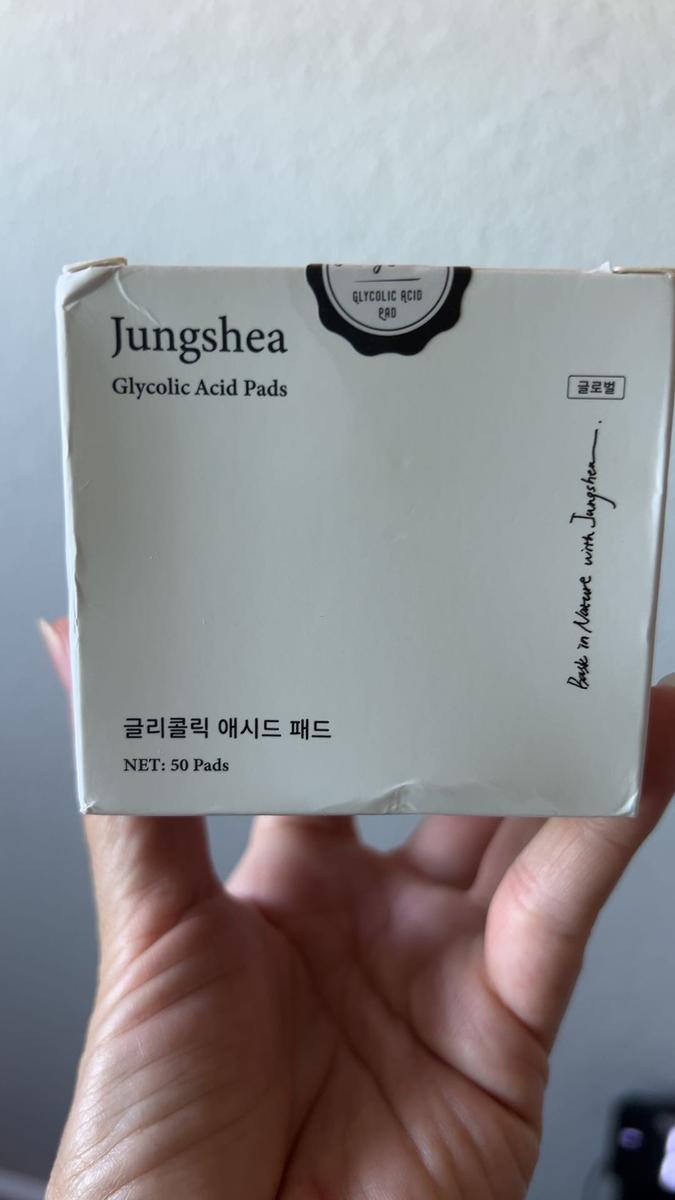 GLYCOLIC ACID
PAD
Jungshea
Glycolic Acid Pads
글로벌
Bask in Nature with Jungshea
글리콜릭 애시드 패드
NET: 50 Pads